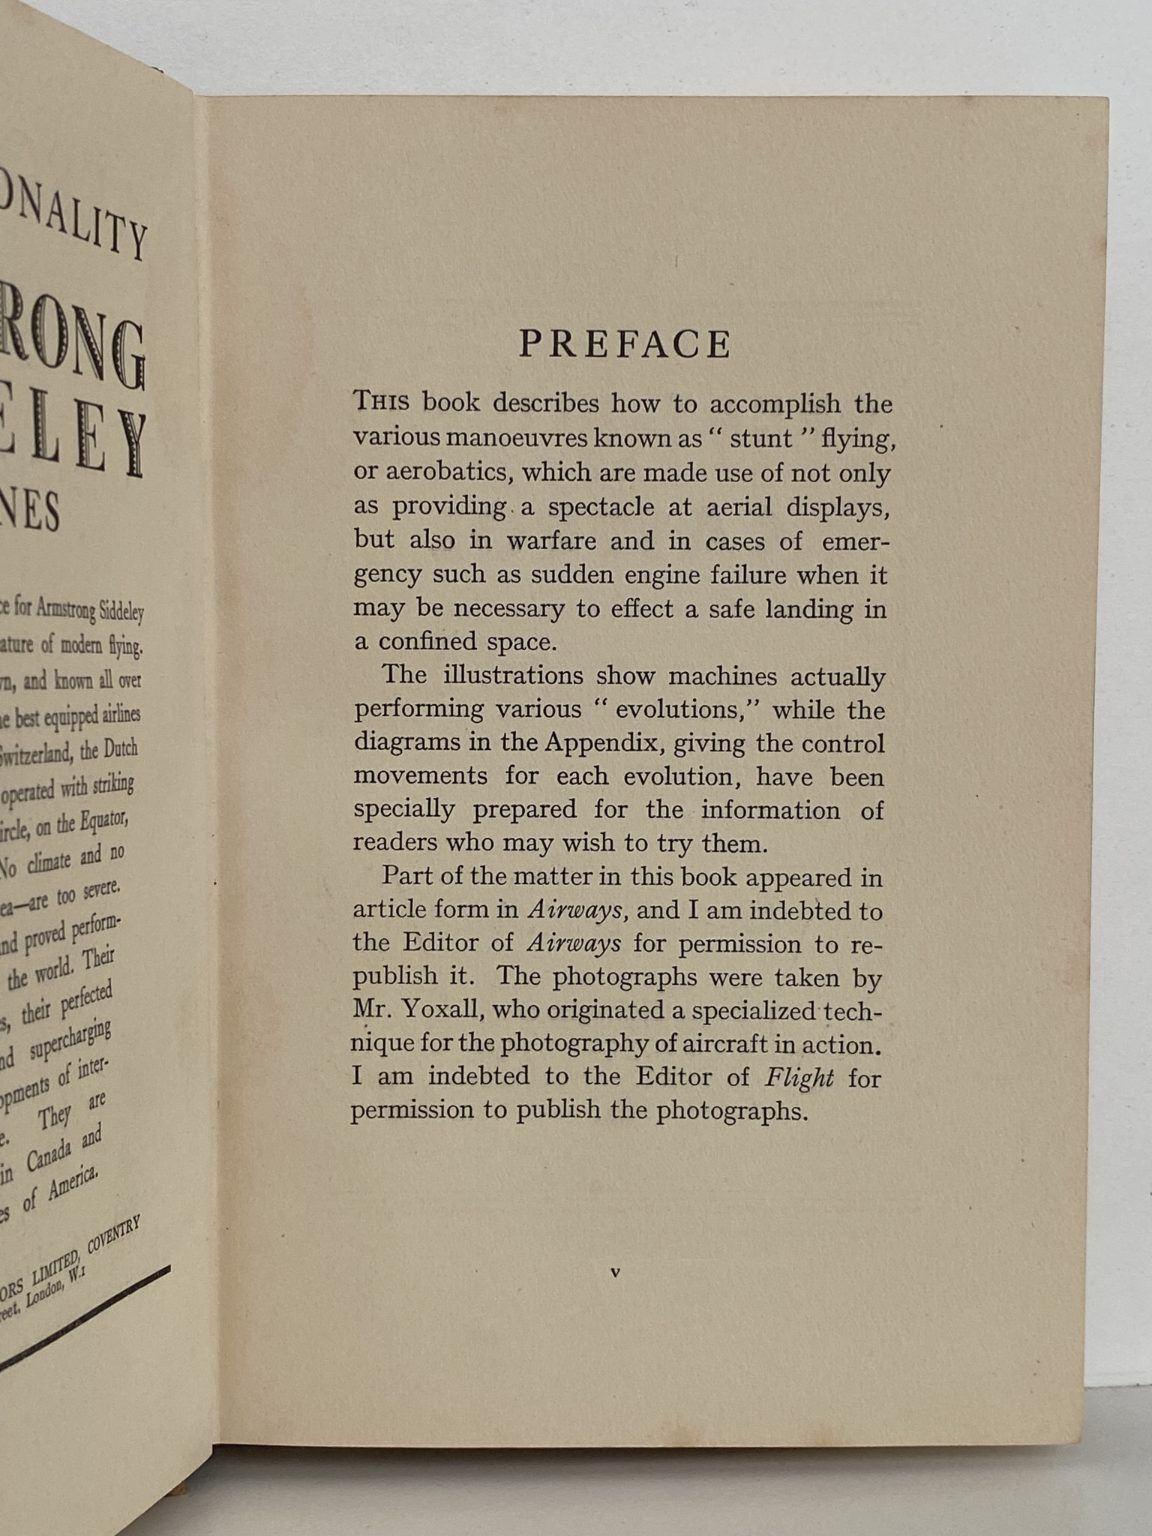 ONALITY
RONG
ELEY
NES
for Armstrong Siddeley
of modern flying.
and known all over
best equipped airlines
Switzerland, the Dutch
operated with striking
on the Equator,
No climate and no
are too severe.
and proved perform-
the world. Their
their perfected
supercharging
of inter-
They are
in Canada and
of America.
ORS LIMITED, COVENTRY
London, W.1
PREFACE
THIS book describes how to accomplish the
various manoeuvres known as “ stunt ” flying,
or aerobatics, which are made use of not only
as providing a spectacle at aerial displays,
but also in warfare and in cases of emer-
gency such as sudden engine failure when it
may be necessary to effect a safe landing in
a confined space.
The illustrations show machines actually
performing various “ evolutions,” while the
diagrams in the Appendix, giving the control
movements for each evolution, have been
specially prepared for the information of
readers who may wish to try them.
Part of the matter in this book appeared in
article form in Airways, and I am indebted to
the Editor of Airways for permission to re-
publish it. The photographs were taken by
Mr. Yoxall, who originated a specialized tech-
nique for the photography of aircraft in action.
I am indebted to the Editor of Flight for
permission to publish the photographs.
v